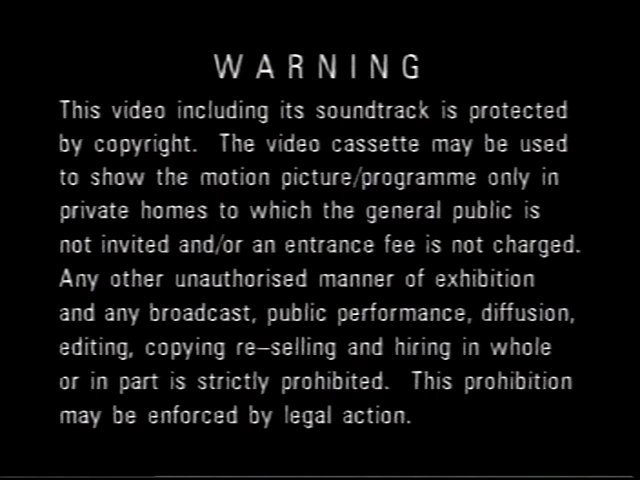 WARNING
This video including its soundtrack is protected
by copyright. The video cassette may be used
to show the motion picture/programme only in
private homes to which the general public is
not invited and/or an entrance fee is not charged.
Any other unauthorised manner of exhibition
and any broadcast, public performance, diffusion,
editing, copying re–selling and hiring in whole
or in part is strictly prohibited. This prohibition
may be enforced by legal action.